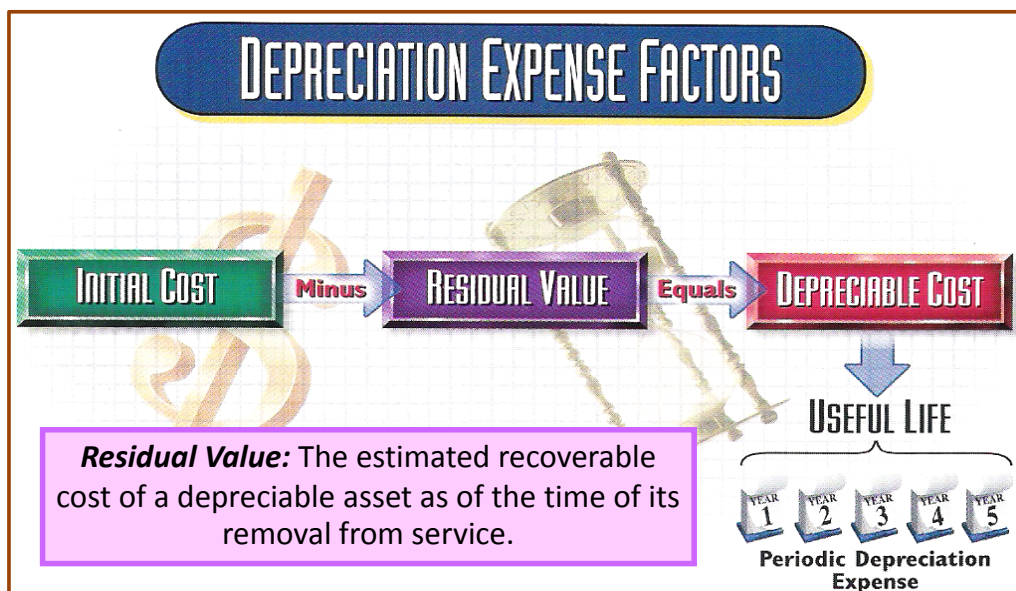 DEPRECIATION EXPENSE FACTORS
INITIAL COST Minus RESIDUAL VALUE Equals DEPRECIABLE COST
USEFUL LIFE
Residual Value: The estimated recoverable
cost of a depreciable asset as of the time of its
removal from service.
YEAR 1 YEAR 2 YEAR 3 YEAR 4 YEAR 5
Periodic Depreciation
Expense